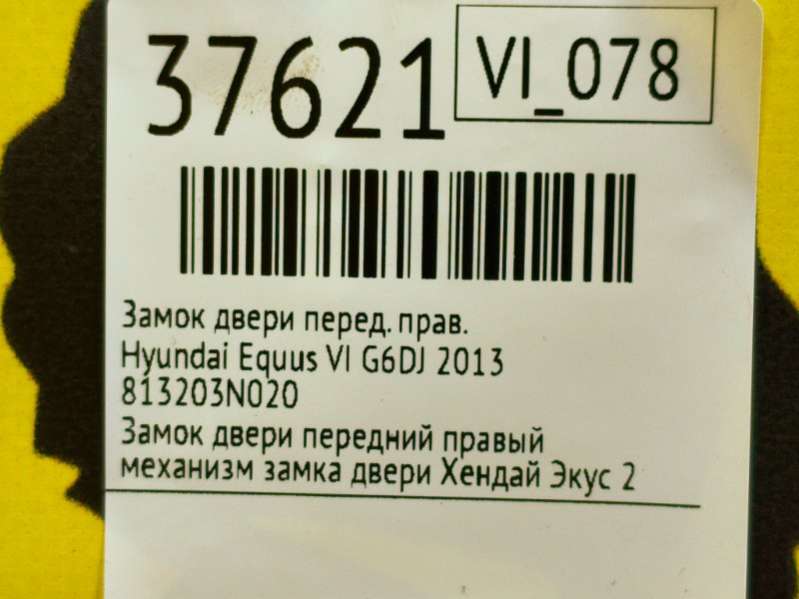 37621
VI_078
Замок двери перед. прав.
Hyundai Equus VI G6DJ 2013
813203N020
Замок двери передний правый
механизм замка двери Хендай Экус 2